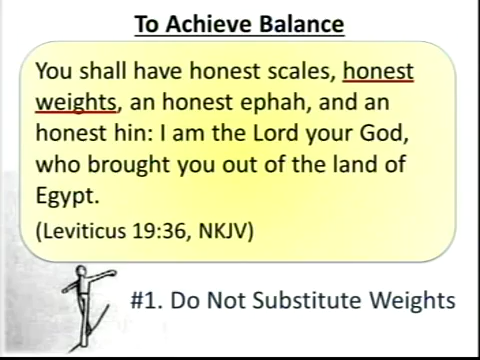 To Achieve Balance
You shall have honest scales, honest
weights, an honest ephah, and an
honest hin: I am the Lord your God,
who brought you out of the land of
Egypt.
(Leviticus 19:36, NKJV)
#1. Do Not Substitute Weights